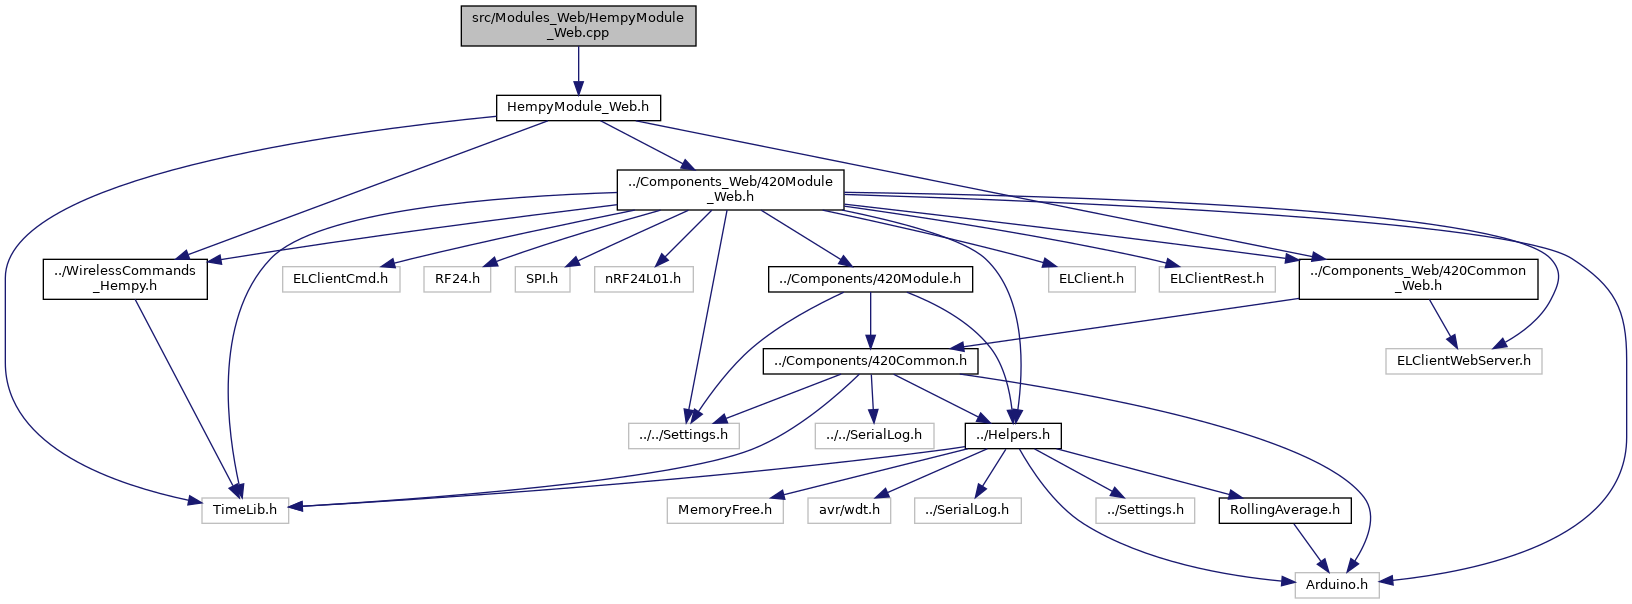 src/Modules_Web/HempyModule
_Web.cpp
HempyModule_Web.h
../Components_Web/420Module
_Web.h
../WirelessCommands
_Hempy.h
ELClientCmd.h
RF24.h
SPI.h
nRF24L01.h
../Components/420Module.h
ELClient.h
ELClientRest.h
../Components_Web/420Common
_Web.h
../Components/420Common.h
ELClientWebServer.h
../../Settings.h
../../SerialLog.h
../Helpers.h
TimeLib.h
MemoryFree.h
avr/wdt.h
../SerialLog.h
../Settings.h
RollingAverage.h
Arduino.h